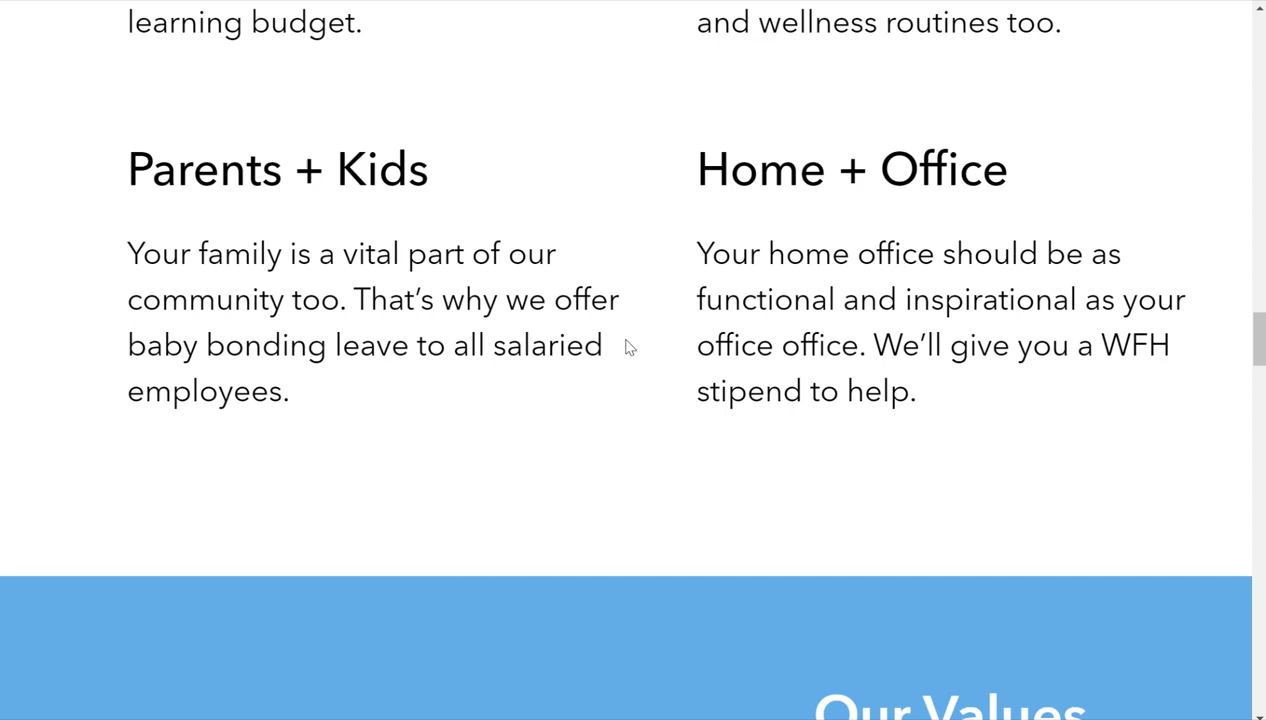 learning budget.
and wellness routines too.
Parents + Kids
Your family is a vital part of our
community too. That’s why we offer
baby bonding leave to all salaried
employees.
Home + Office
Your home office should be as
functional and inspirational as your
office office. We’ll give you a WFH
stipend to help.
Our Values